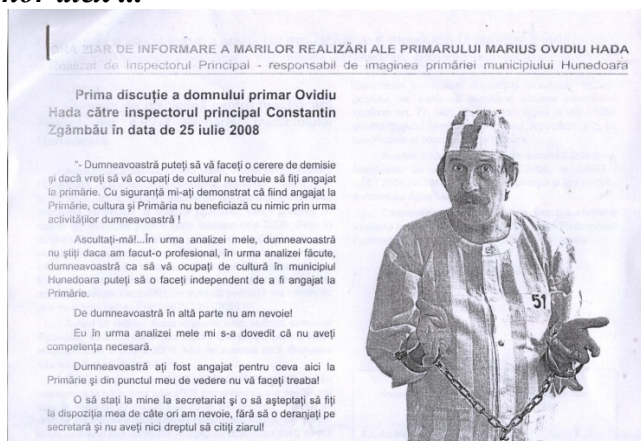 ZIAR DE INFORMARE A MARILOR REALIZĂRI ALE PRIMARULUI MARIUS OVIDIU HADA
realizat de Inspectorul Principal - responsabil de imaginea primăriei municipiului Hunedoara
Prima discuție a domnului primar Ovidiu
Hada către inspectorul principal Constantin
Zgâmbău în data de 25 iulie 2008
"- Dumneavoastră puteți să vă faceți o cerere de demisie
și dacă vreți să vă ocupați de cultural nu trebuie să fiți angajat
la primărie. Cu siguranță mi-ați demonstrat că fiind angajat la
Primărie, cultura și Primăria nu beneficiază cu nimic prin urma
activităților dumneavoastră !
Ascultați-mă!...În urma analizei mele, dumneavoastră
nu știți daca am facut-o profesional, în urma analizei făcute,
dumneavoastră ca să vă ocupați de cultură în municipiul
Hunedoara puteți să o faceți independent de a fi angajat la
Primărie.
De dumneavoastră în altă parte nu am nevoie!
Eu în urma analizei mele mi s-a dovedit că nu aveți
competența necesară.
Dumneavoastră ați fost angajat pentru ceva aici la
Primărie și din punctul meu de vedere nu vă faceți treaba!
O să stați la mine la secretariat și o să așteptați să fiți
la dispoziția mea de câte ori am nevoie, fără să o deranjați pe
secretară și nu aveți nici dreptul să citiți ziarul!
51